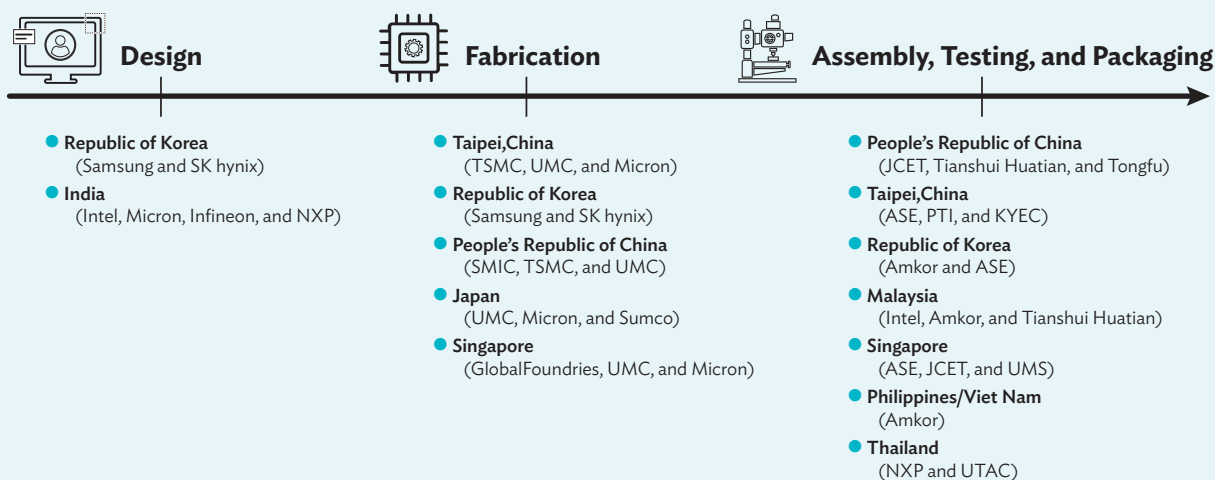 Design
Republic of Korea
(Samsung and SK hynix)
India
(Intel, Micron, Infineon, and NXP)
Fabrication
Taipei,China
(TSMC, UMC, and Micron)
Republic of Korea
(Samsung and SK hynix)
People’s Republic of China
(SMIC, TSMC, and UMC)
Japan
(UMC, Micron, and Sumco)
Singapore
(GlobalFoundries, UMC, and Micron)
Assembly, Testing, and Packaging
People’s Republic of China
(JCET, Tianshui Huatian, and Tongfu)
Taipei,China
(ASE, PTI, and KYEC)
Republic of Korea
(Amkor and ASE)
Malaysia
(Intel, Amkor, and Tianshui Huatian)
Singapore
(ASE, JCET, and UMS)
Philippines/Viet Nam
(Amkor)
Thailand
(NXP and UTAC)